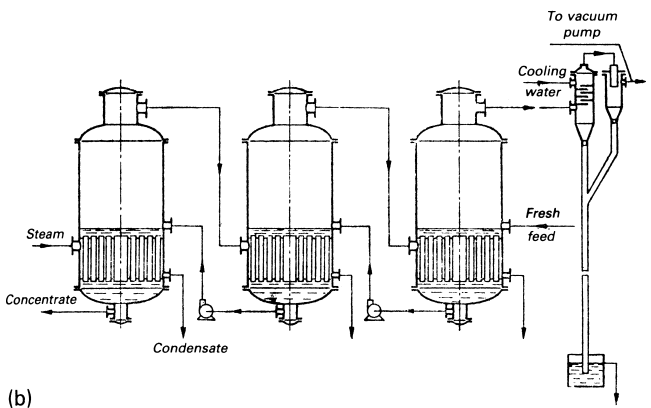 To vacuum
pump
Cooling
water
Steam
Fresh
feed
Concentrate
Condensate
(b)